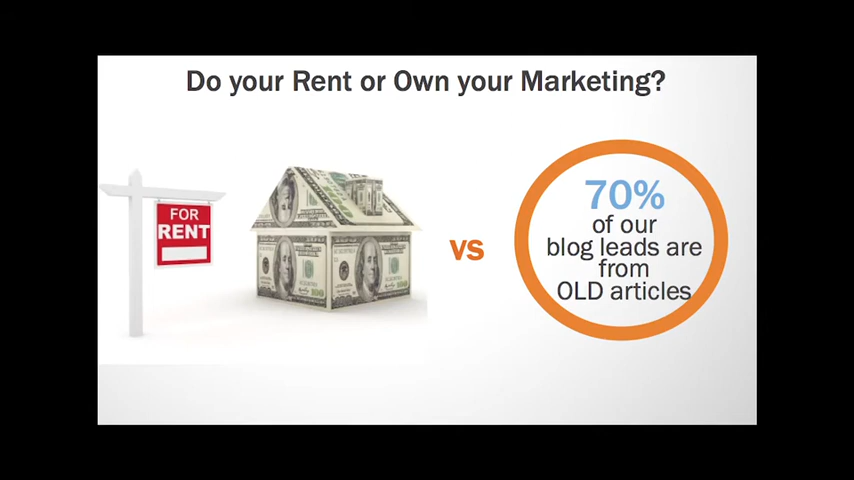 Do your Rent or Own your Marketing?
FOR
RENT
vs
70%
of our
blog leads are
from
OLD articles
100